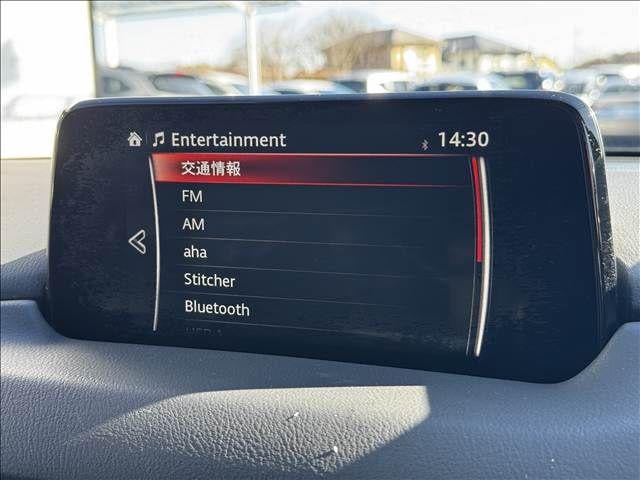 Entertainment 14:30
交通情報
FM
AM
aha
Stitcher
Bluetooth